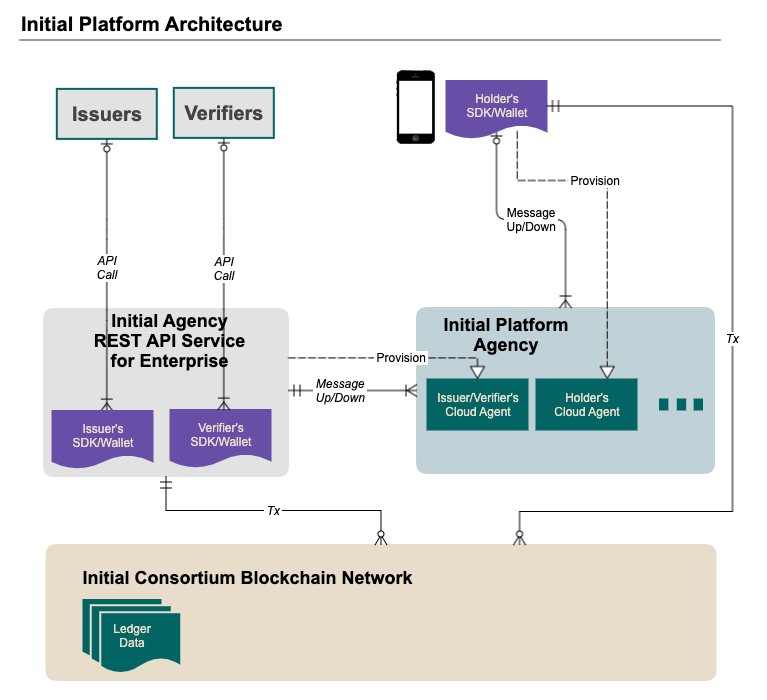 Initial Platform Architecture
Issuers
Verifiers
Holder's
SDK/Wallet
Provision
Message
Up/Down
API
Call
API
Call
Initial Agency
REST API Service
for Enterprise
Initial Platform
Agency
Tx
Provision
Message
Up/Down
Issuer/Verifier's
Cloud Agent
Holder's
Cloud Agent
Issuer's
SDK/Wallet
Verifier's
SDK/Wallet
Tx
Initial Consortium Blockchain Network
Ledger
Data